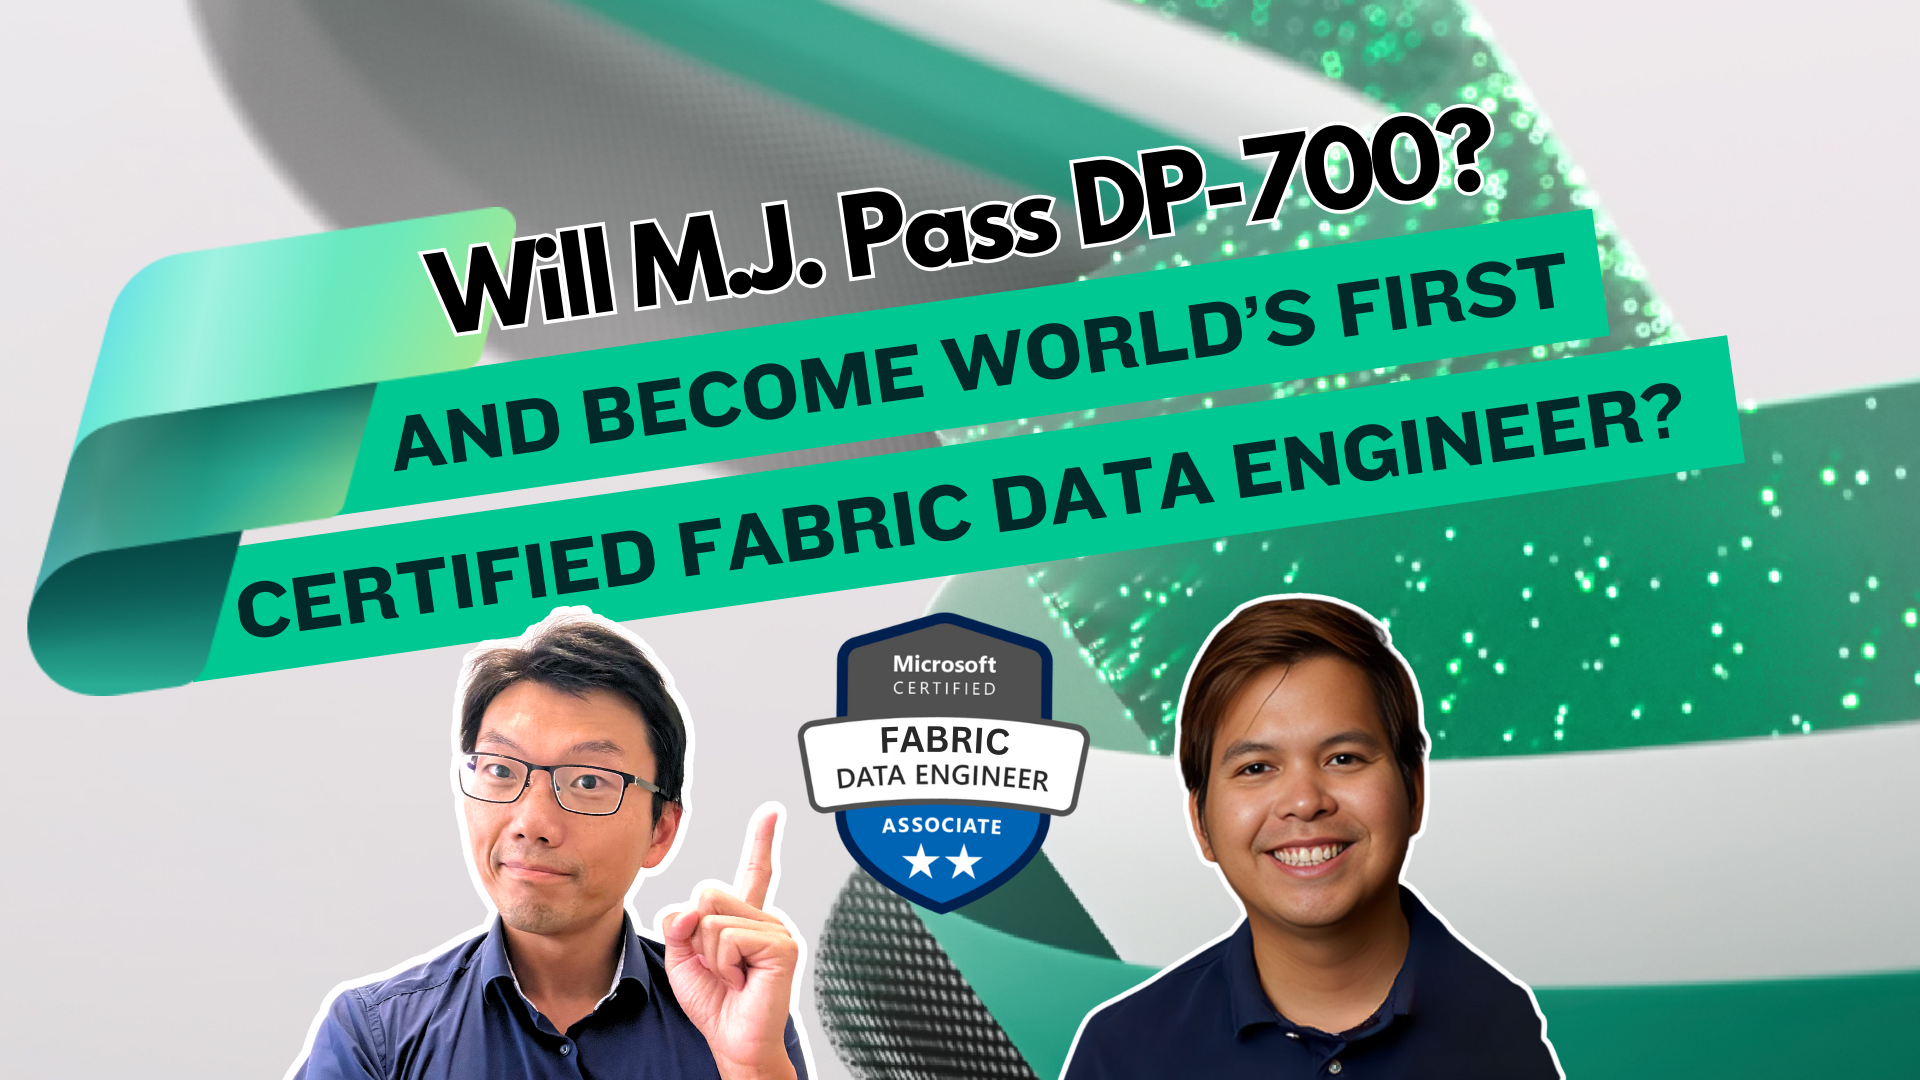 Will M.J. Pass DP-700?
AND BECOME WORLD'S FIRST
CERTIFIED FABRIC DATA ENGINEER?
Microsoft
CERTIFIED
FABRIC
DATA ENGINEER
ASSOCIATE